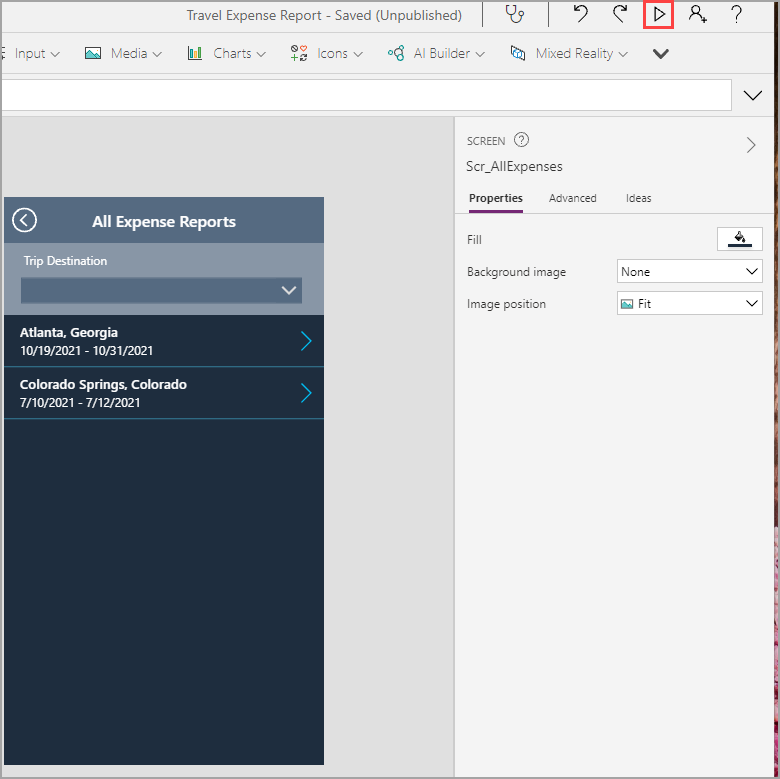 Travel Expense Report - Saved (Unpublished)
Input
Media
Charts
Icons
AI Builder
Mixed Reality
SCREEN
Scr_AllExpenses
Properties
Advanced
Ideas
Fill
Background image
None
Image position
Fit
All Expense Reports
Trip Destination
Atlanta, Georgia
10/19/2021 - 10/31/2021
Colorado Springs, Colorado
7/10/2021 - 7/12/2021